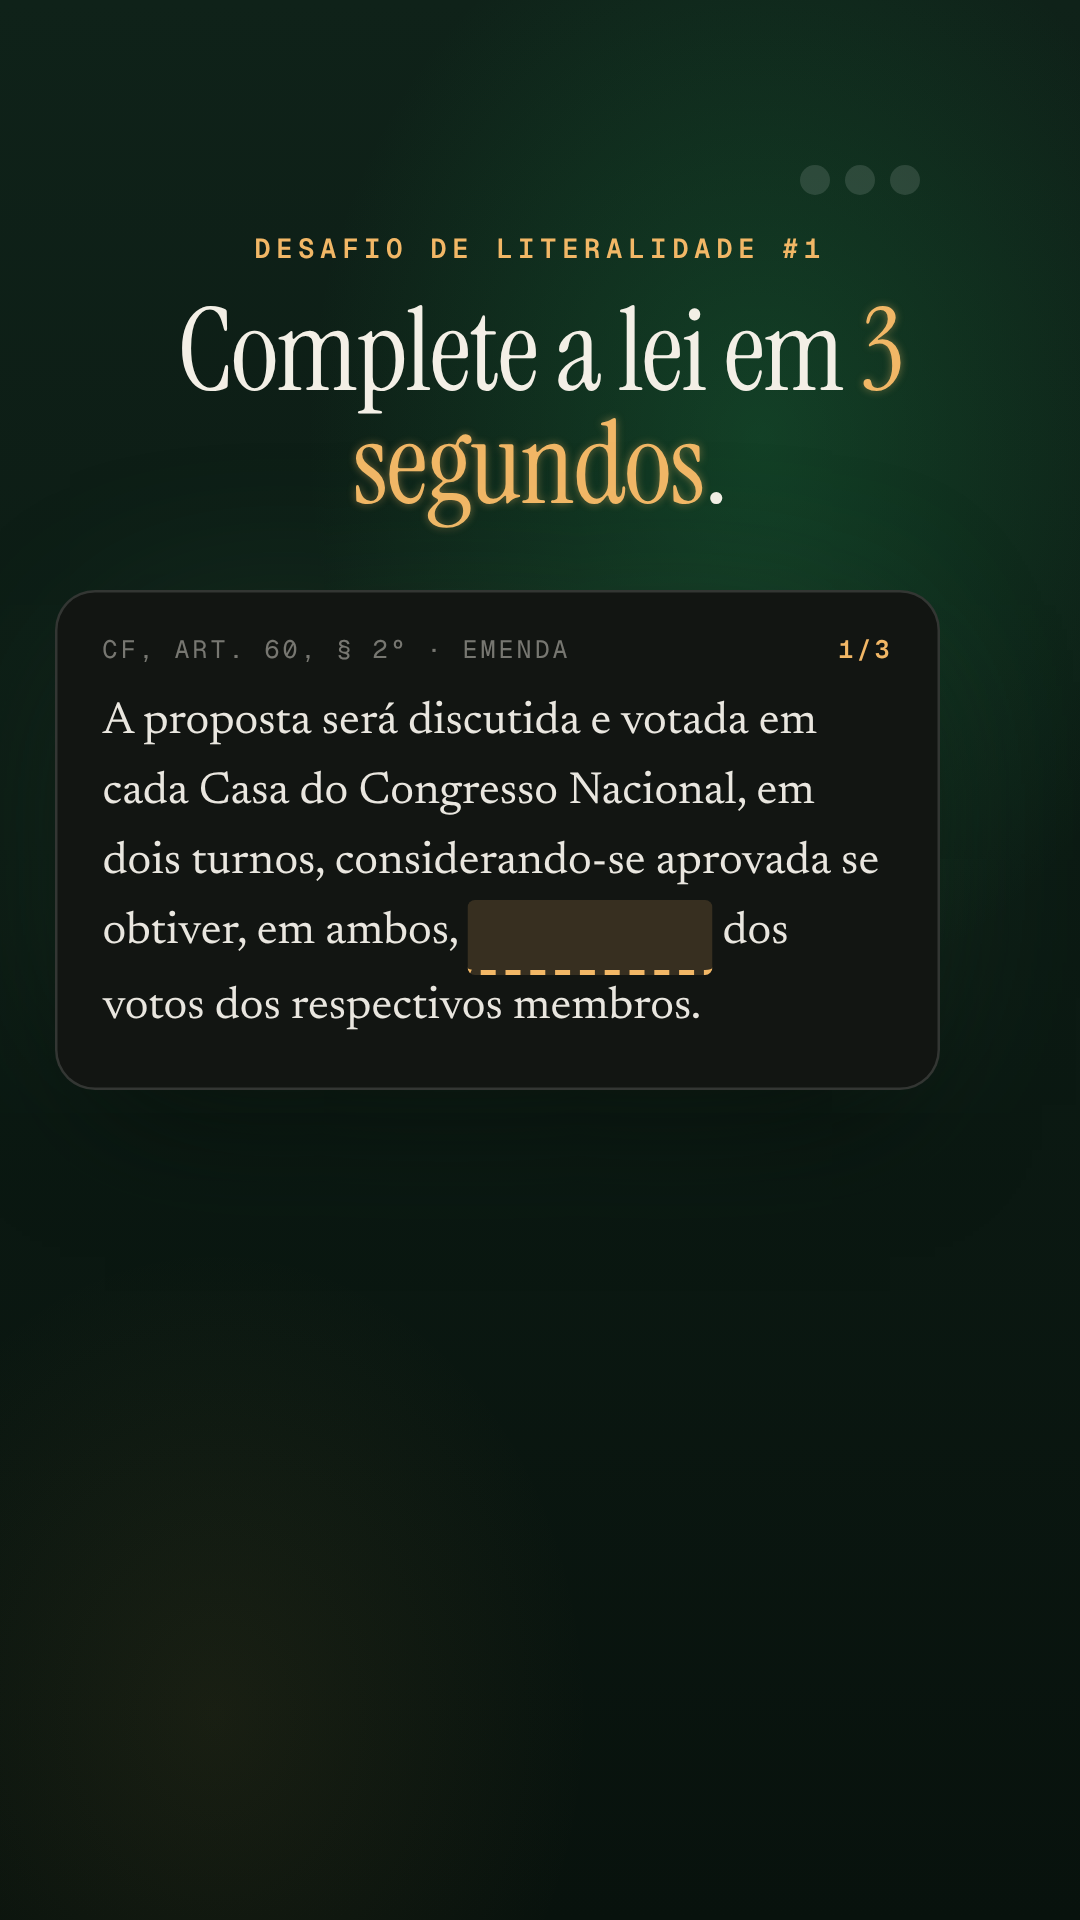 DESAFIO DE LITERALIDADE #1
Complete a lei em 3
segundos.
CF, ART. 60, § 2º · EMENDA
1/3
A proposta será discutida e votada em
cada Casa do Congresso Nacional, em
dois turnos, considerando-se aprovada se
obtiver, em ambos, dos
votos dos respectivos membros.